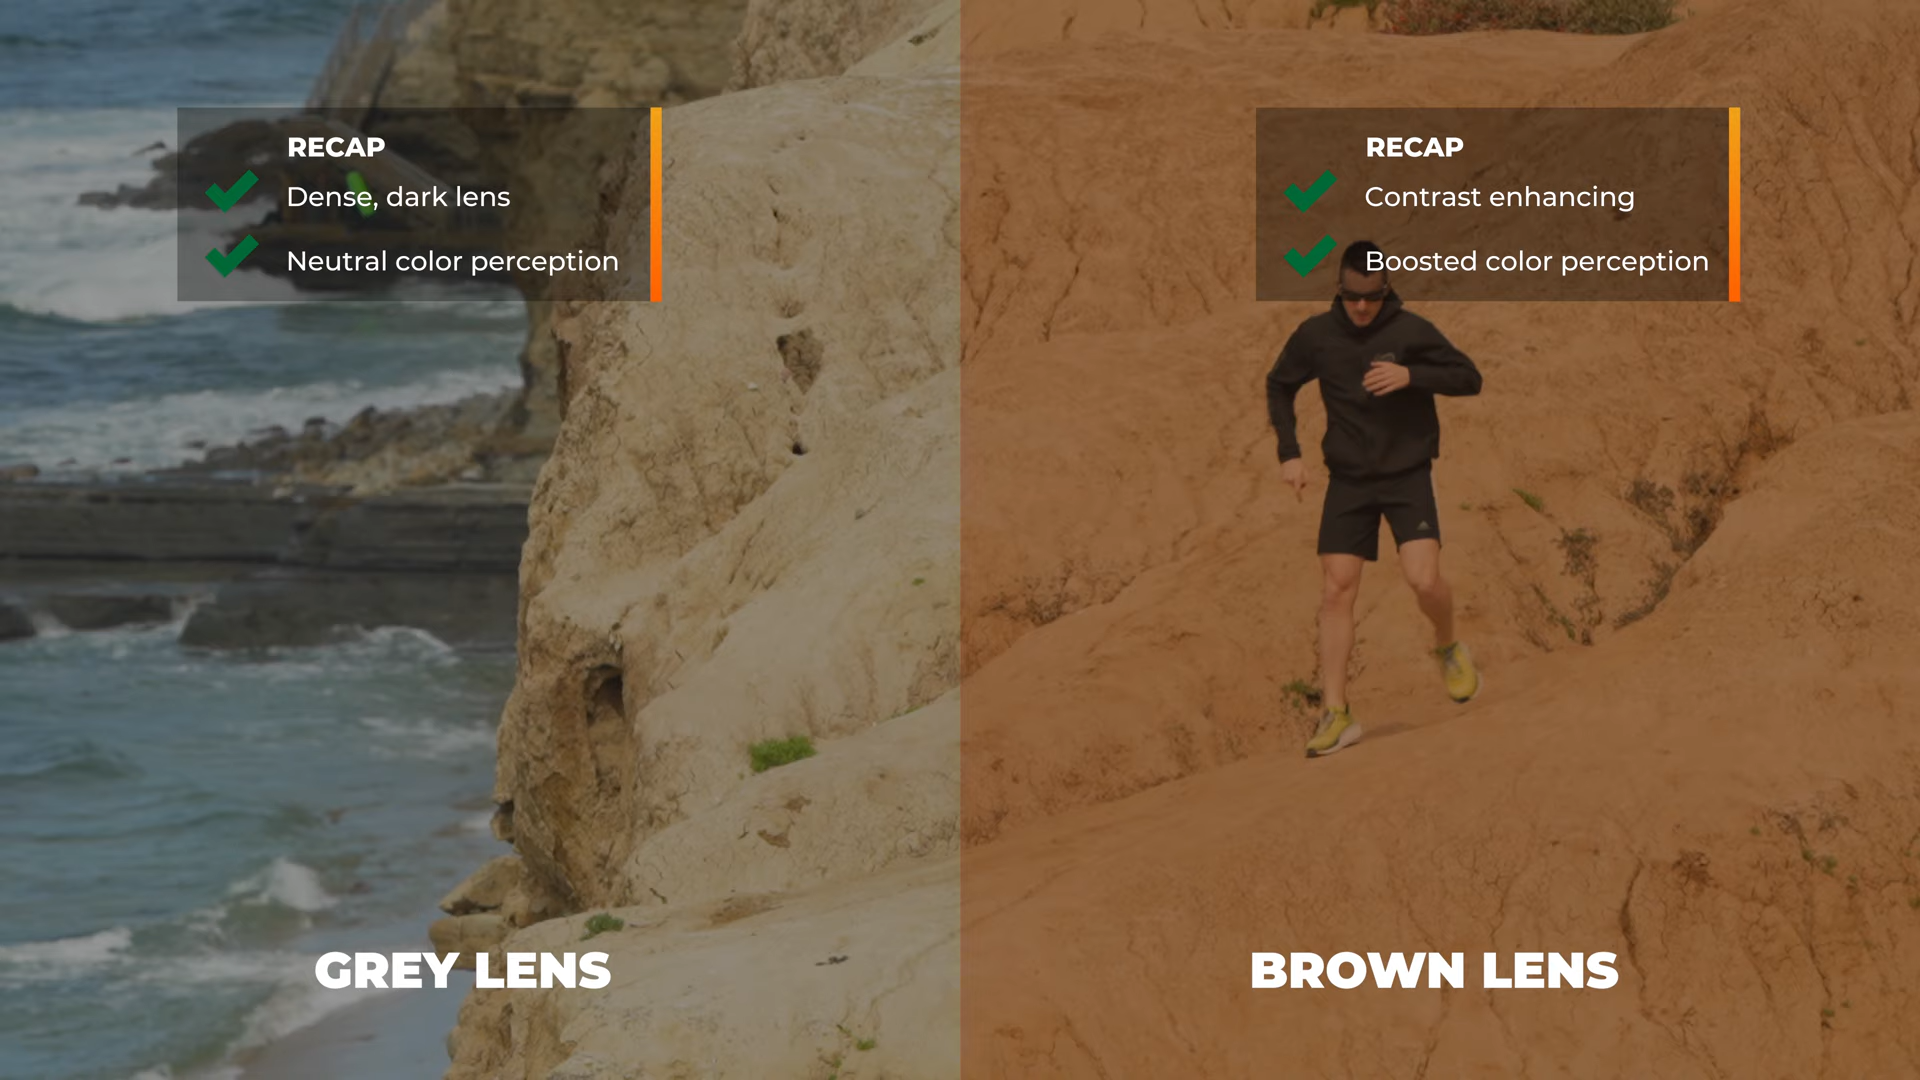 RECAP
Dense, dark lens
Neutral color perception
RECAP
Contrast enhancing
Boosted color perception
GREY LENS
BROWN LENS